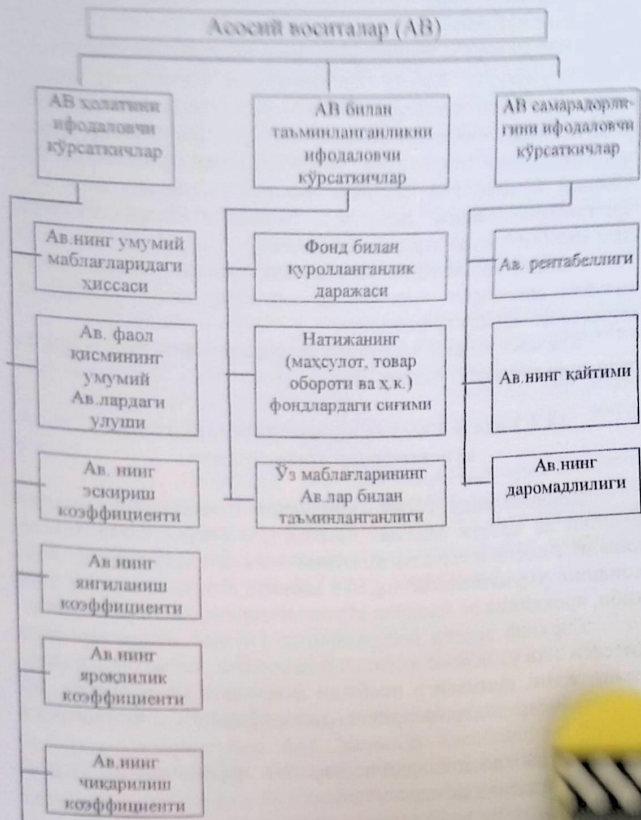 Асосий воситалар (АВ)
АВ ҳолатини
ифодаловчи
кўрсаткичлар
АВ билан
таъминланганликни
ифодаловчи
кўрсаткичлар
АВ самарадорли-
гини ифодаловчи
кўрсаткичлар
Ав.нинг умумий
маблағларидаги
ҳиссаси
Ав. фаол
қисмининг
умумий
Ав.лардаги
улуши
Ав. нинг
эскириш
коэффициенти
Ав.нинг
янгиланиш
коэффициенти
Ав.нинг
яроқлилик
коэффициенти
Ав.нинг
чиқарилиш
коэффициенти
Фонд билан
қуролланганлик
даражаси
Натижанинг
(маҳсулот, товар
обороти ва ҳ.к.)
фондлардаги сиғими
Ўз маблағларининг
Ав.лар билан
таъминланганлиги
Ав. рентабеллиги
Ав.нинг қайтими
Ав.нинг
даромадлилиги